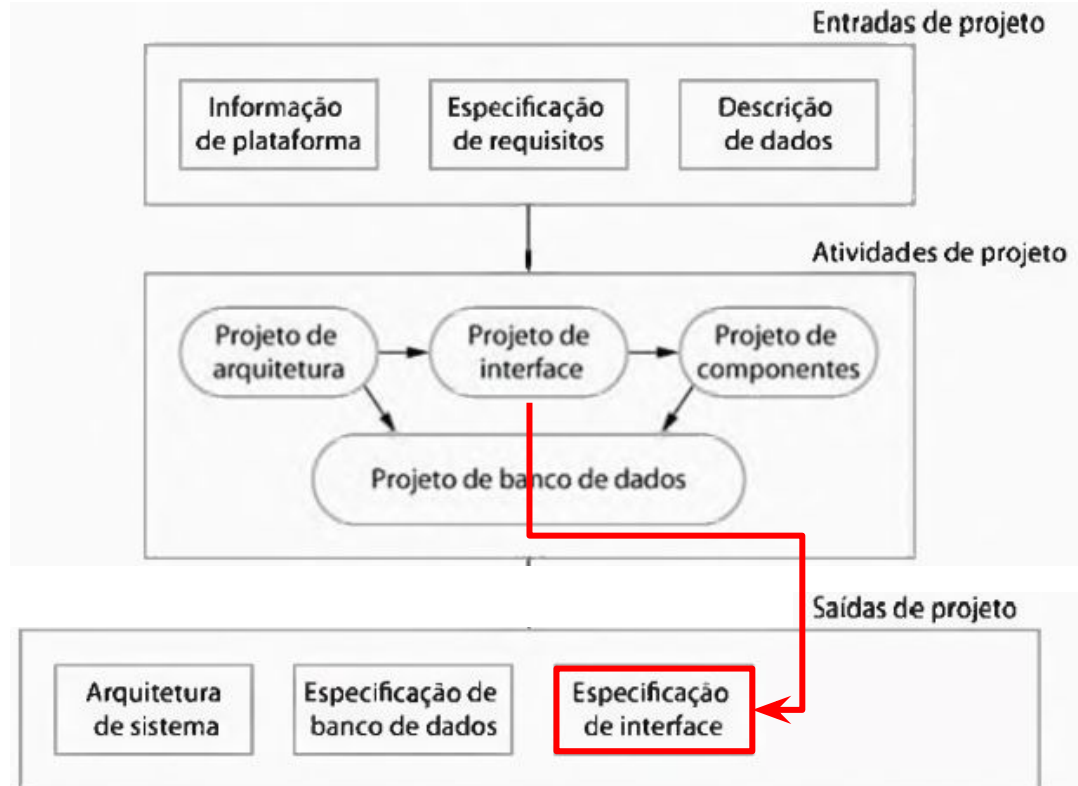 Entradas de projeto
Informação
de plataforma
Especificação
de requisitos
Descrição
de dados
Atividades de projeto
Projeto de
arquitetura
Projeto de
interface
Projeto de
componentes
Projeto de banco de dados
Saídas de projeto
Arquitetura
de sistema
Especificação de
banco de dados
Especificação
de interface